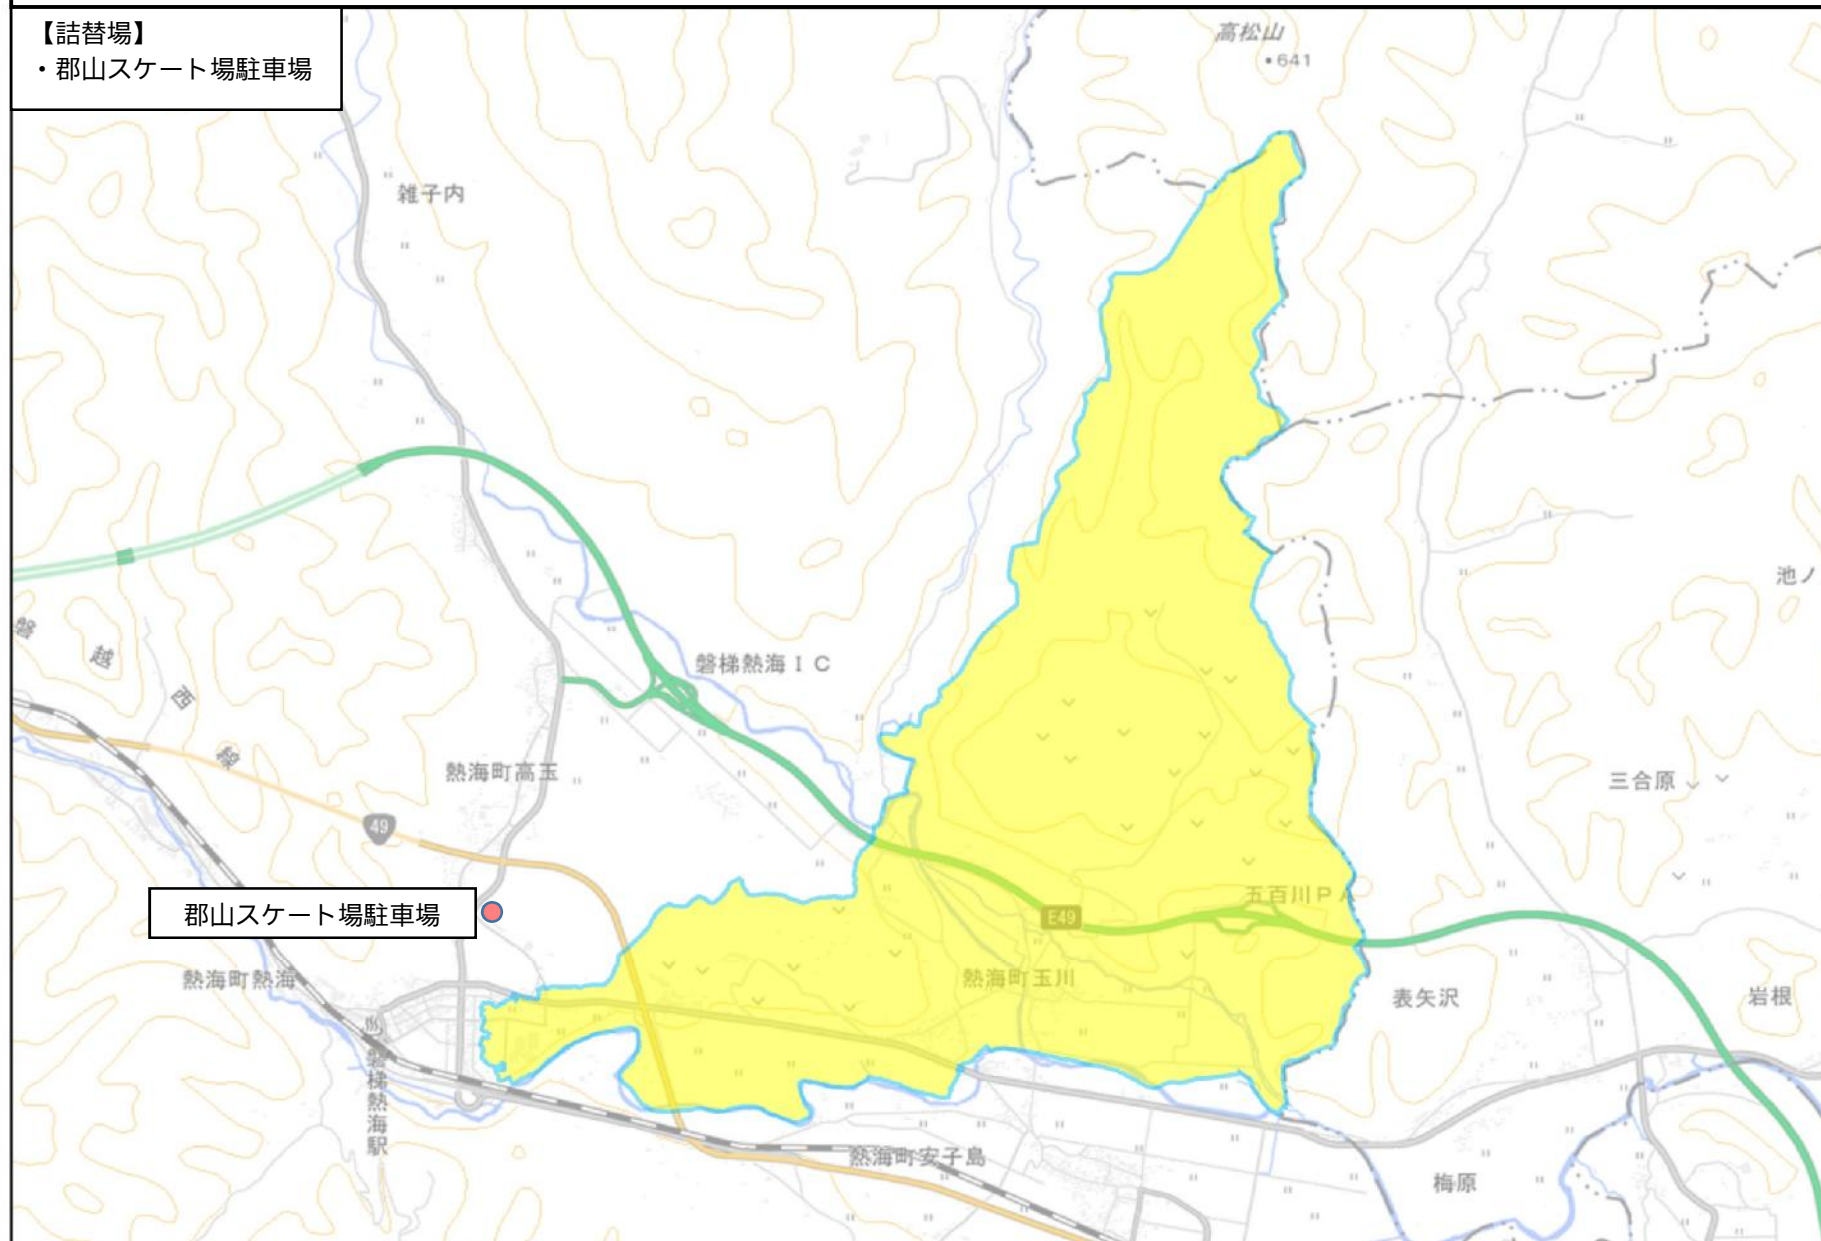 【詰替場】
・郡山スケート場駐車場
高松山
・641
雑子内
池ノ
磐越西線
磐梯熱海ＩＣ
熱海町高玉
三合原
49
五百川ＰＡ
郡山スケート場駐車場
E49
熱海町熱海
熱海町玉川
表矢沢
岩根
磐梯熱海駅
熱海町安子島
梅原